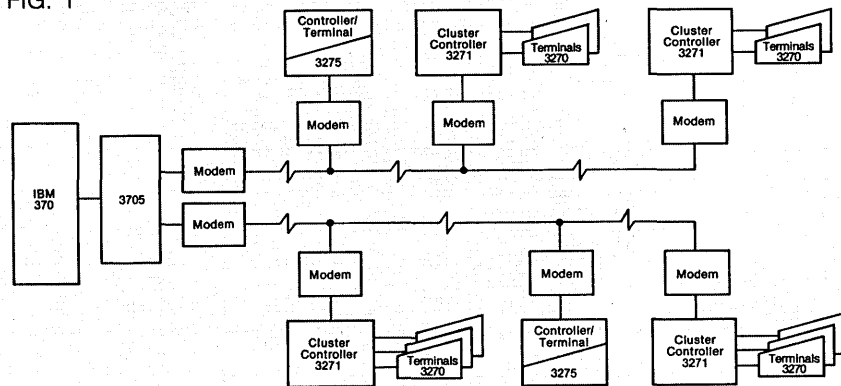 FIG. 1
Controller/
Terminal
3275
Cluster
Controller
3271
Terminals
3270
Cluster
Controller
3271
Terminals
3270
Modem
Modem
Modem
IBM
370
3705
Modem
Modem
Modem
Modem
Modem
Cluster
Controller
3271
Terminals
3270
Controller/
Terminal
3275
Cluster
Controller
3271
Terminals
3270